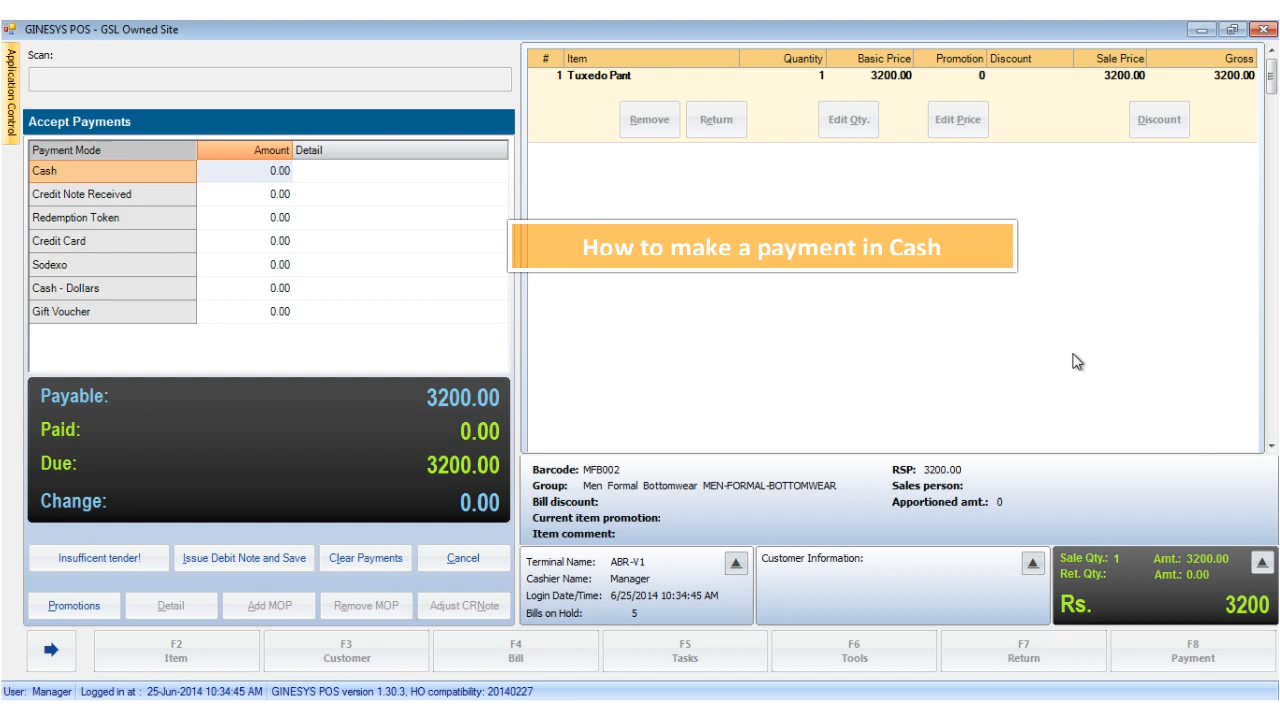 GINESYS POS - GSL Owned Site
Application Control
Scan:
Accept Payments
Payment Mode Amount Detail
Cash 0.00
Credit Note Received 0.00
Redemption Token 0.00
Credit Card 0.00
Sodexo 0.00
Cash - Dollars 0.00
Gift Voucher 0.00
Payable: 3200.00
Paid: 0.00
Due: 3200.00
Change: 0.00
Insufficent tender! Issue Debit Note and Save Clear Payments Cancel
Promotions Detail Add MOP Remove MOP Adjust CRNote
# Item Quantity Basic Price Promotion Discount Sale Price Gross
1 Tuxedo Pant 1 3200.00 0 3200.00 3200.00
Remove Return Edit Qty. Edit Price Discount
How to make a payment in Cash
Barcode: MFB002 RSP: 3200.00
Group: Men Formal Bottomwear MEN-FORMAL-BOTTOMWEAR Sales person:
Bill discount: Apportioned amt.: 0
Current item promotion:
Item comment:
Terminal Name: ABR-V1
Cashier Name: Manager
Login Date/Time: 6/25/2014 10:34:45 AM
Bills on Hold: 5
Customer Information:
Sale Qty.: 1 Amt.: 3200.00
Ret. Qty.: Amt.: 0.00
Rs. 3200
F2 Item
F3 Customer
F4 Bill
F5 Tasks
F6 Tools
F7 Return
F8 Payment
User: Manager Logged in at : 25-Jun-2014 10:34:45 AM GINESYS POS version 1.30.3, HO compatibility: 20140227